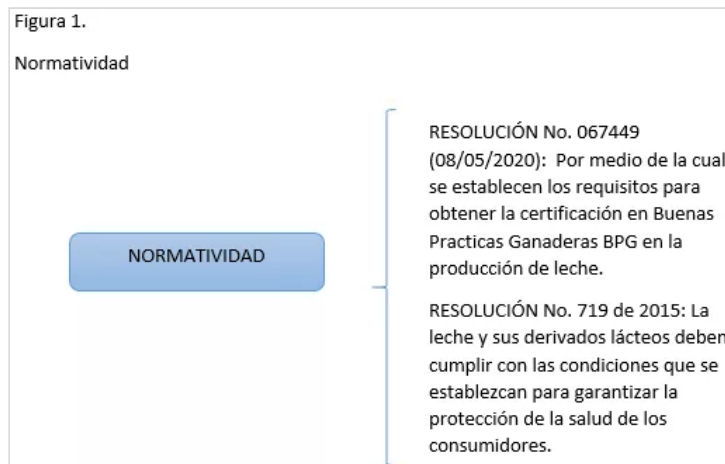 Figura 1.
Normatividad
NORMATIVIDAD
RESOLUCIÓN No. 067449
(08/05/2020):  Por medio de la cual
se establecen los requisitos para
obtener la certificación en Buenas
Practicas Ganaderas BPG en la
producción de leche.
RESOLUCIÓN No. 719 de 2015: La
leche y sus derivados lácteos deben
cumplir con las condiciones que se
establezcan para garantizar la
protección de la salud de los
consumidores.